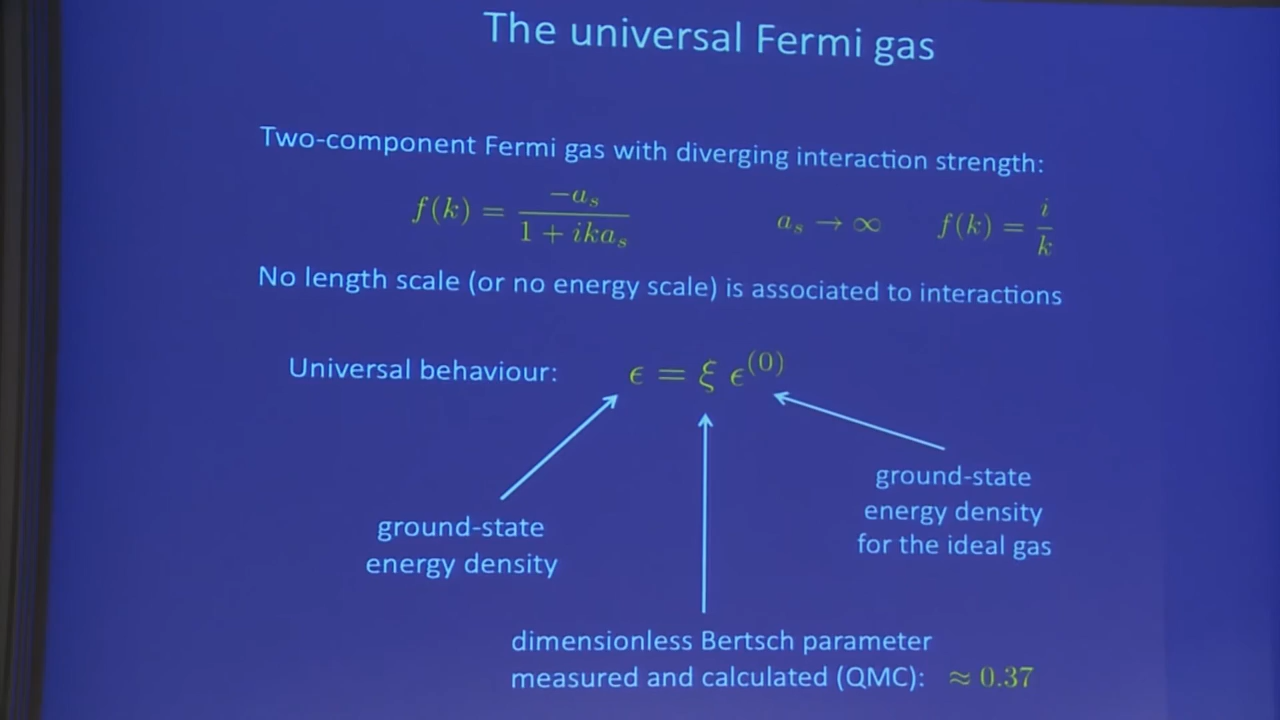 The universal Fermi gas
Two-component Fermi gas with diverging interaction strength:
f(k) = −a_s / (1 + ika_s)    a_s → ∞    f(k) = i/k
No length scale (or no energy scale) is associated to interactions
Universal behaviour: ϵ = ξ ϵ^(0)
ground-state
energy density
for the ideal gas
ground-state
energy density
dimensionless Bertsch parameter
measured and calculated (QMC): ≈ 0.37